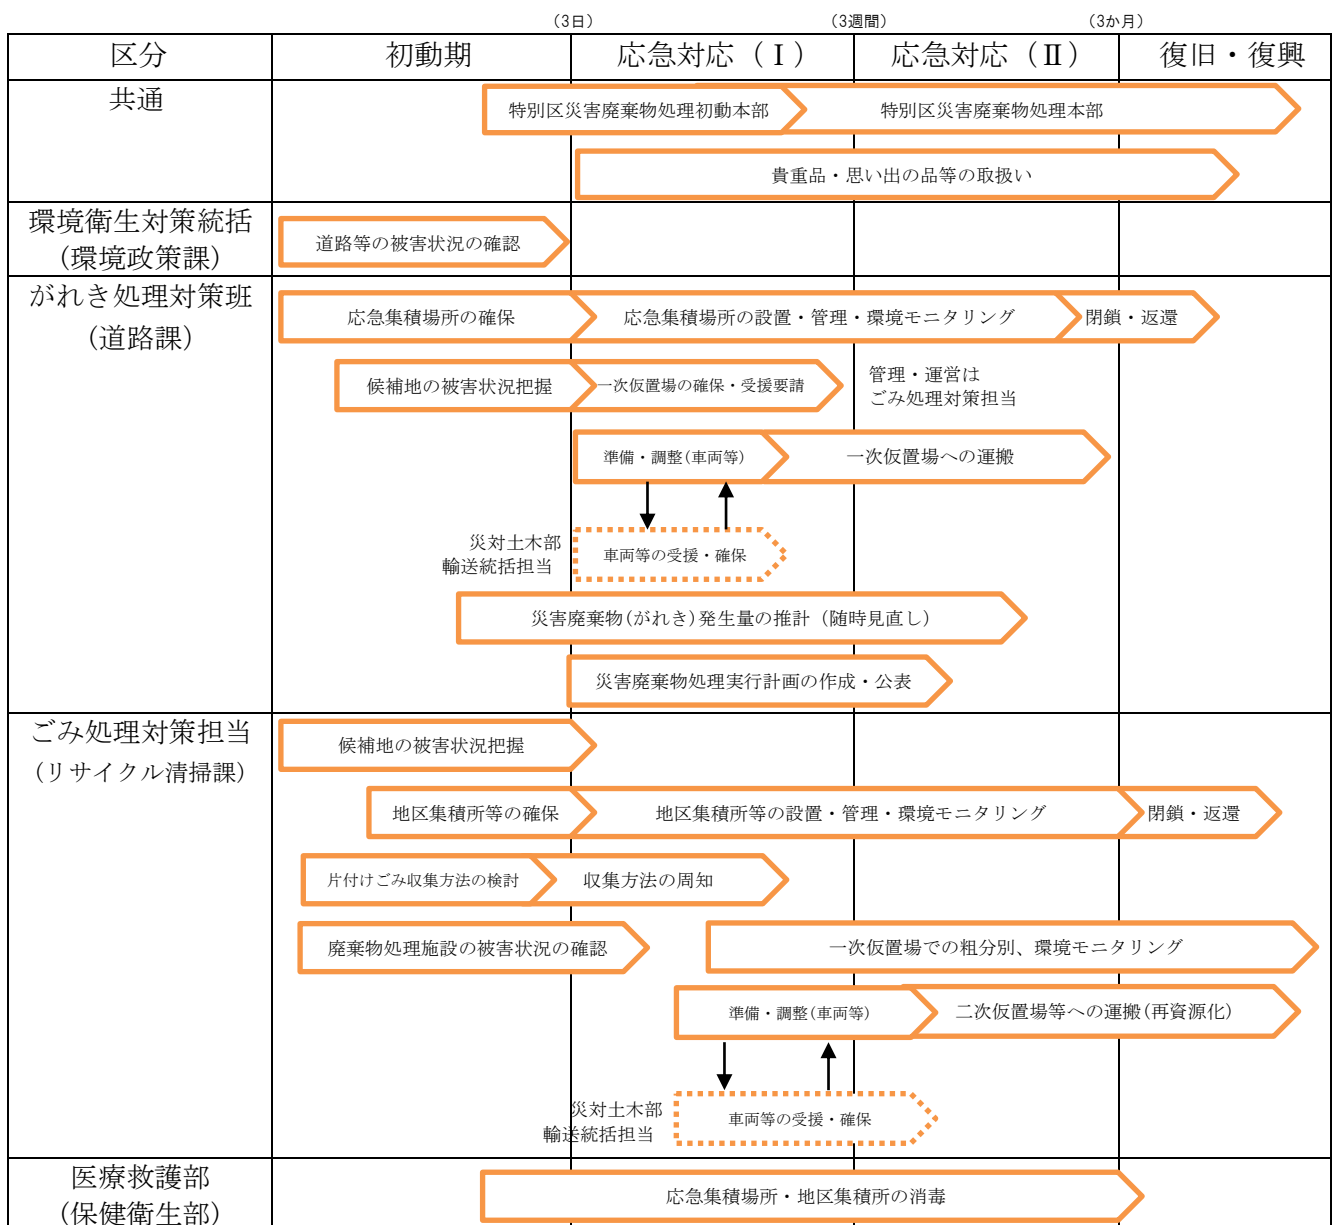 （3日）
（3週間）
（3か月）
区分
初動期
応急対応（Ⅰ）
応急対応（Ⅱ）
復旧・復興
共通
特別区災害廃棄物処理初動本部
特別区災害廃棄物処理本部
貴重品・思い出の品等の取扱い
環境衛生対策統括
（環境政策課）
道路等の被害状況の確認
がれき処理対策班
（道路課）
応急集積場所の確保
応急集積場所の設置・管理・環境モニタリング
閉鎖・返還
候補地の被害状況把握
一次仮置場の確保・受援要請
管理・運営は
ごみ処理対策担当
準備・調整(車両等)
一次仮置場への運搬
災対土木部
輸送統括担当
車両等の受援・確保
災害廃棄物(がれき)発生量の推計（随時見直し）
災害廃棄物処理実行計画の作成・公表
ごみ処理対策担当
（リサイクル清掃課）
候補地の被害状況把握
地区集積所等の確保
地区集積所等の設置・管理・環境モニタリング
閉鎖・返還
片付けごみ収集方法の検討
収集方法の周知
廃棄物処理施設の被害状況の確認
一次仮置場での粗分別、環境モニタリング
準備・調整(車両等)
二次仮置場等への運搬(再資源化)
災対土木部
輸送統括担当
車両等の受援・確保
医療救護部
（保健衛生部）
応急集積場所・地区集積所の消毒